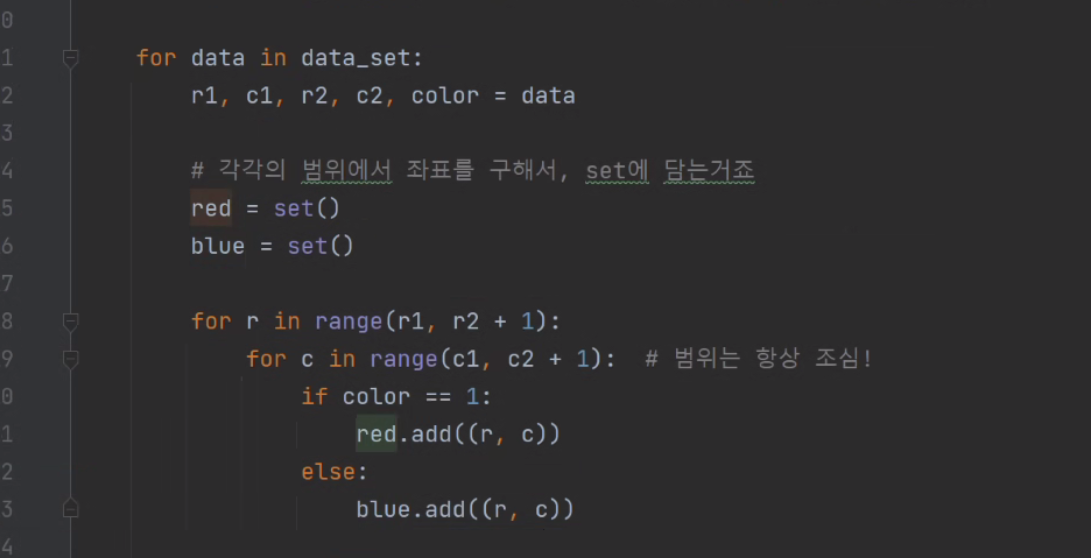 0
1 for data in data_set:
2 r1, c1, r2, c2, color = data
3
4 # 각각의 범위에서 좌표를 구해서, set에 담는거죠
5 red = set()
6 blue = set()
7
8 for r in range(r1, r2 + 1):
9 for c in range(c1, c2 + 1): # 범위는 항상 조심!
0 if color == 1:
1 red.add((r, c))
2 else:
3 blue.add((r, c))
4